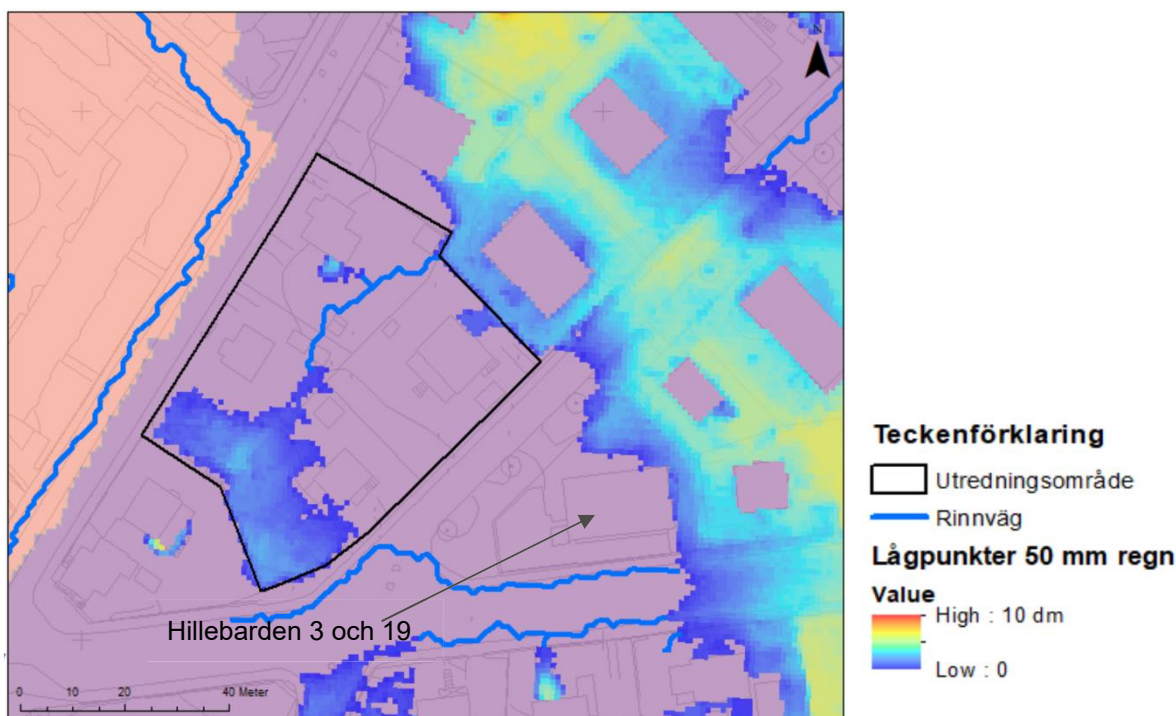 N
Hillebarden 3 och 19
0 10 20 40 Meter
Teckenförklaring
Utredningsområde
Rinnväg
Lågpunkter 50 mm regn
Value
High : 10 dm
Low : 0